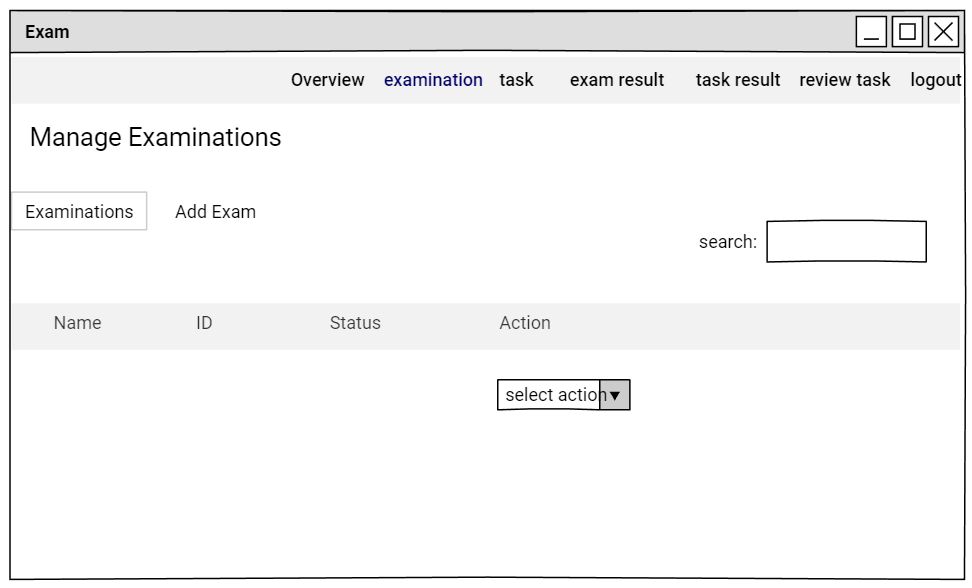 Exam
Overview examination task exam result task result review task logout
Manage Examinations
Examinations Add Exam
search:
Name ID Status Action
select action